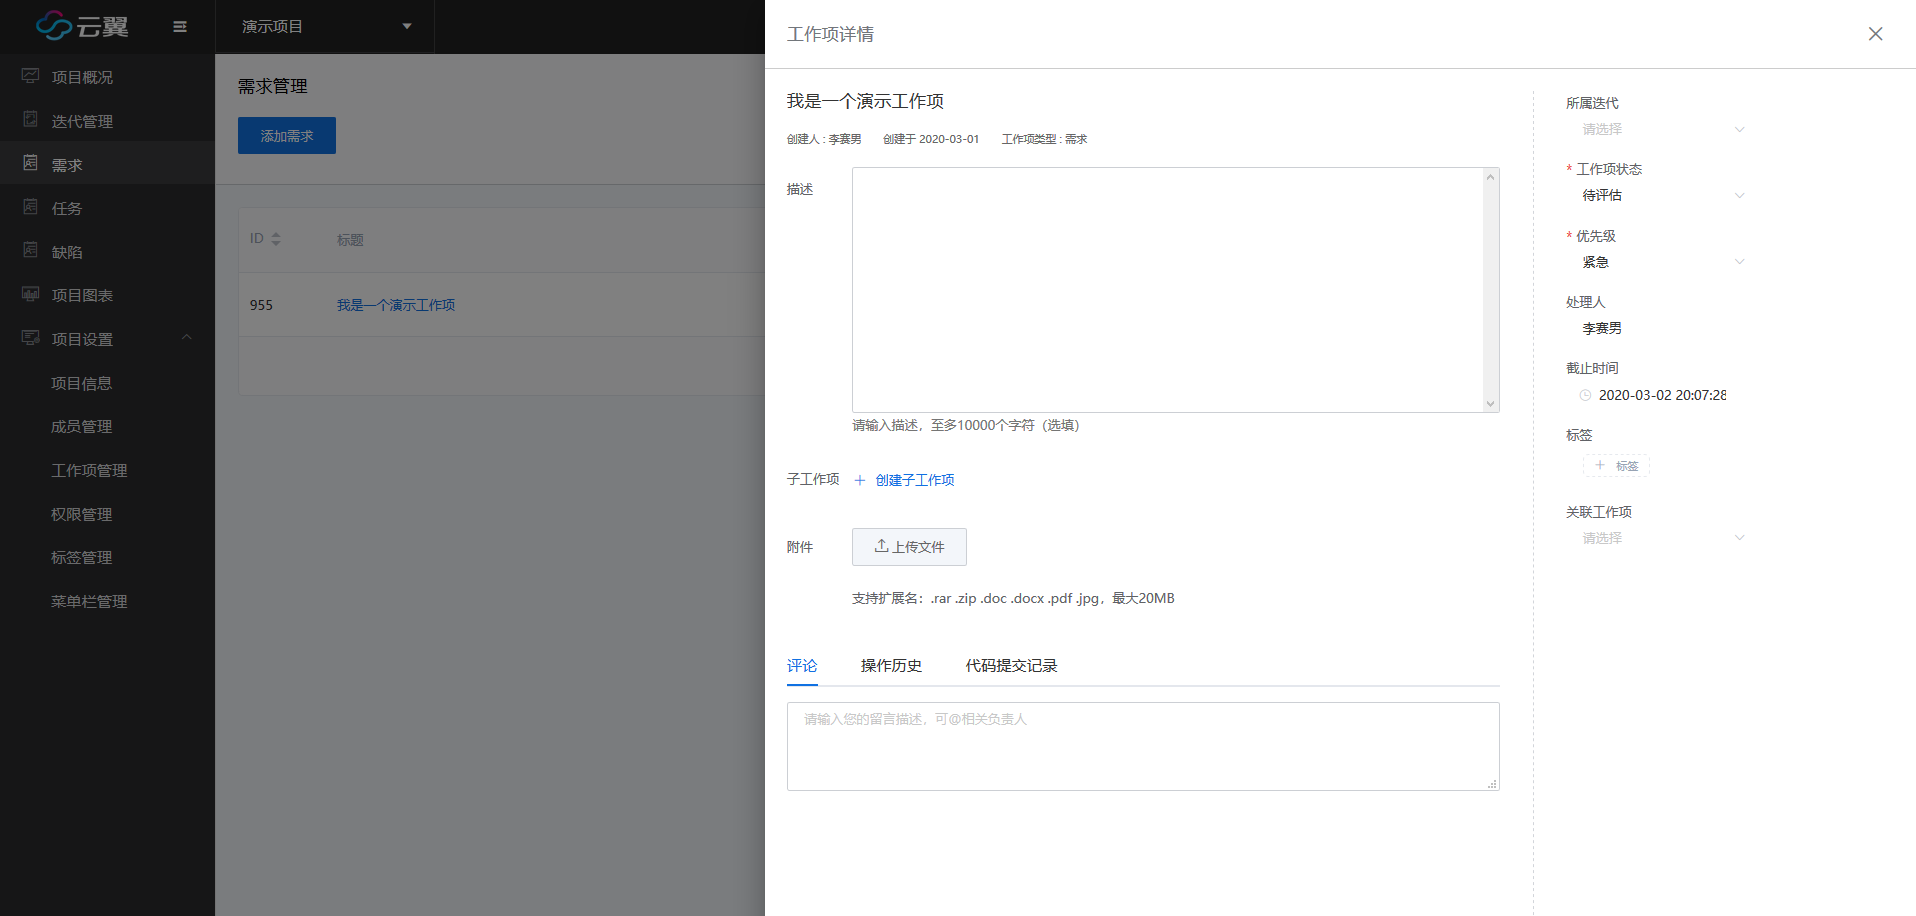 云翼
演示项目
项目概况
迭代管理
需求
任务
缺陷
项目图表
项目设置
项目信息
成员管理
工作项管理
权限管理
标签管理
菜单栏管理
需求管理
添加需求
ID 标题
955 我是一个演示工作项
工作项详情
我是一个演示工作项
创建人 : 李赛男 创建于 2020-03-01 工作项类型 : 需求
描述
请输入描述，至多10000个字符（选填）
子工作项 创建子工作项
附件 上传文件
支持扩展名：.rar .zip .doc .docx .pdf .jpg，最大20MB
评论 操作历史 代码提交记录
请输入您的留言描述，可@相关负责人
所属迭代
请选择
* 工作项状态
待评估
* 优先级
紧急
处理人
李赛男
截止时间
2020-03-02 20:07:28
标签
+ 标签
关联工作项
请选择